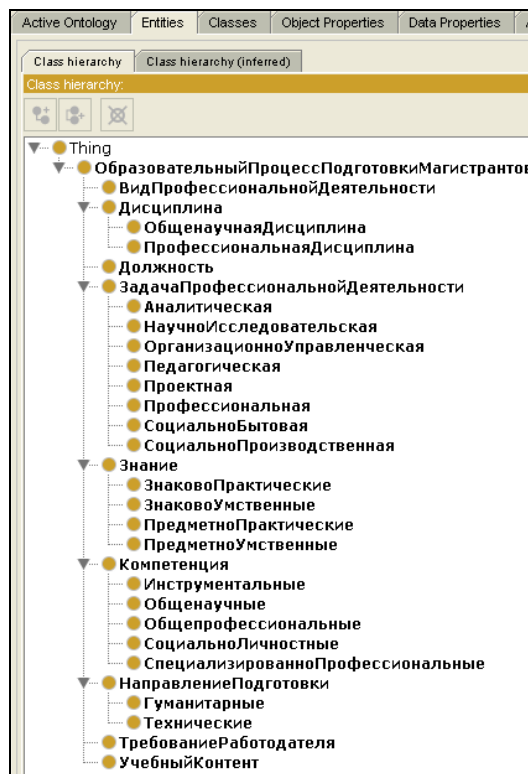 Active Ontology Entities Classes Object Properties Data Properties
Class hierarchy Class hierarchy (inferred)
Class hierarchy:
Thing
ОбразовательныйПроцессПодготовкиМагистрантов
ВидПрофессиональнойДеятельности
Дисциплина
ОбщенаучнаяДисциплина
ПрофессиональнаяДисциплина
Должность
ЗадачаПрофессиональнойДеятельности
Аналитическая
НаучноИсследовательская
ОрганизационноУправленческая
Педагогическая
Проектная
Профессиональная
СоциальноБытовая
СоциальноПроизводственная
Знание
ЗнаковоПрактические
ЗнаковоУмственные
ПредметноПрактические
ПредметноУмственные
Компетенция
Инструментальные
Общенаучные
Общепрофессиональные
СоциальноЛичностные
СпециализированноПрофессиональные
НаправлениеПодготовки
Гуманитарные
Технические
ТребованиеРаботодателя
УчебныйКонтент